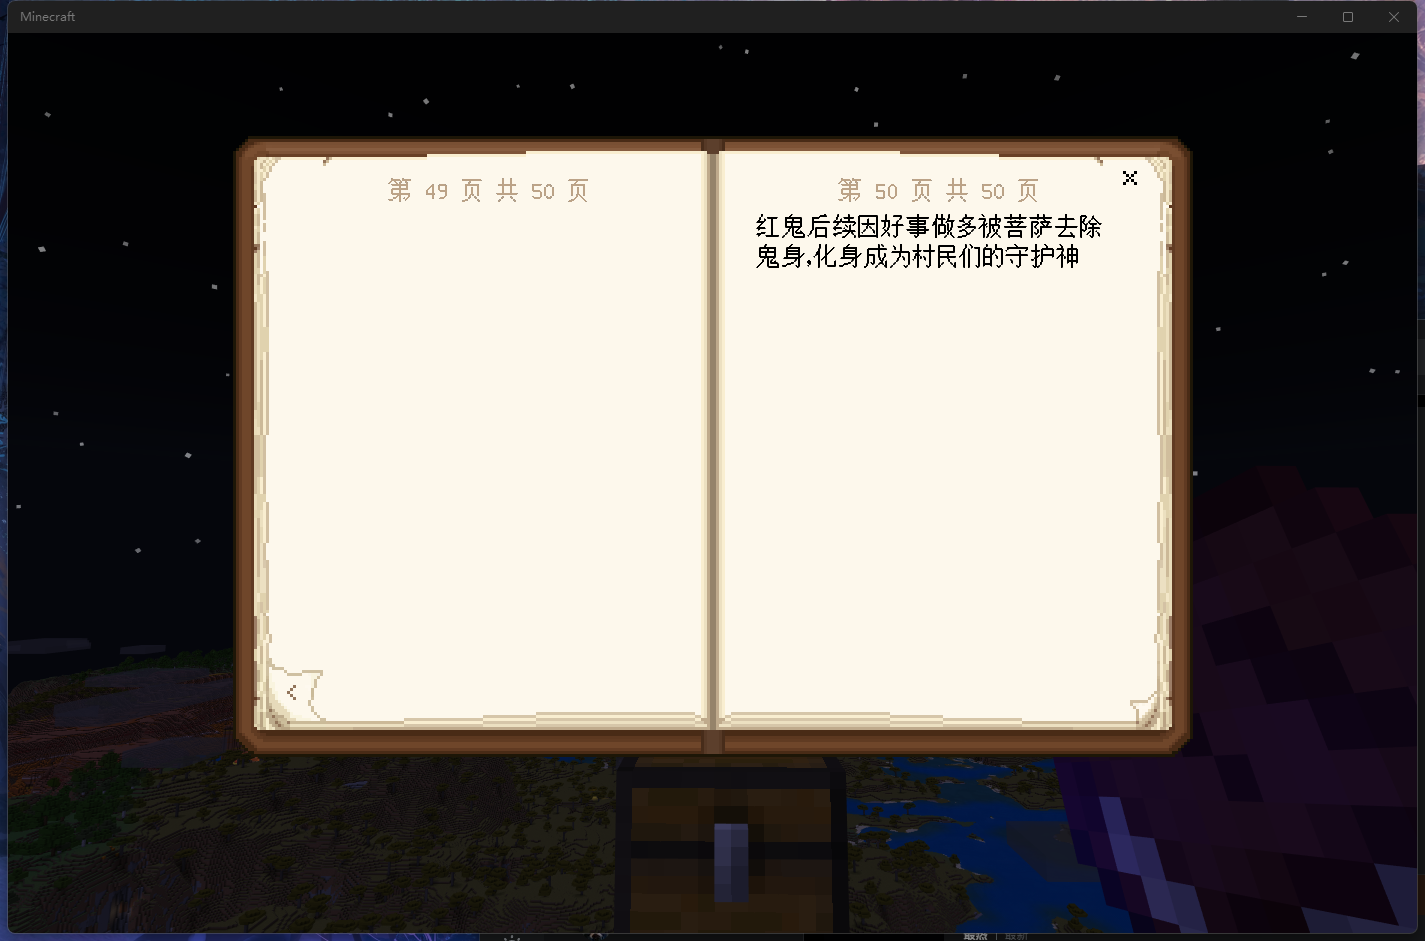 Minecraft
第 49 页 共 50 页
第 50 页 共 50 页
红鬼后续因好事做多被菩萨去除
鬼身,化身成为村民们的守护神